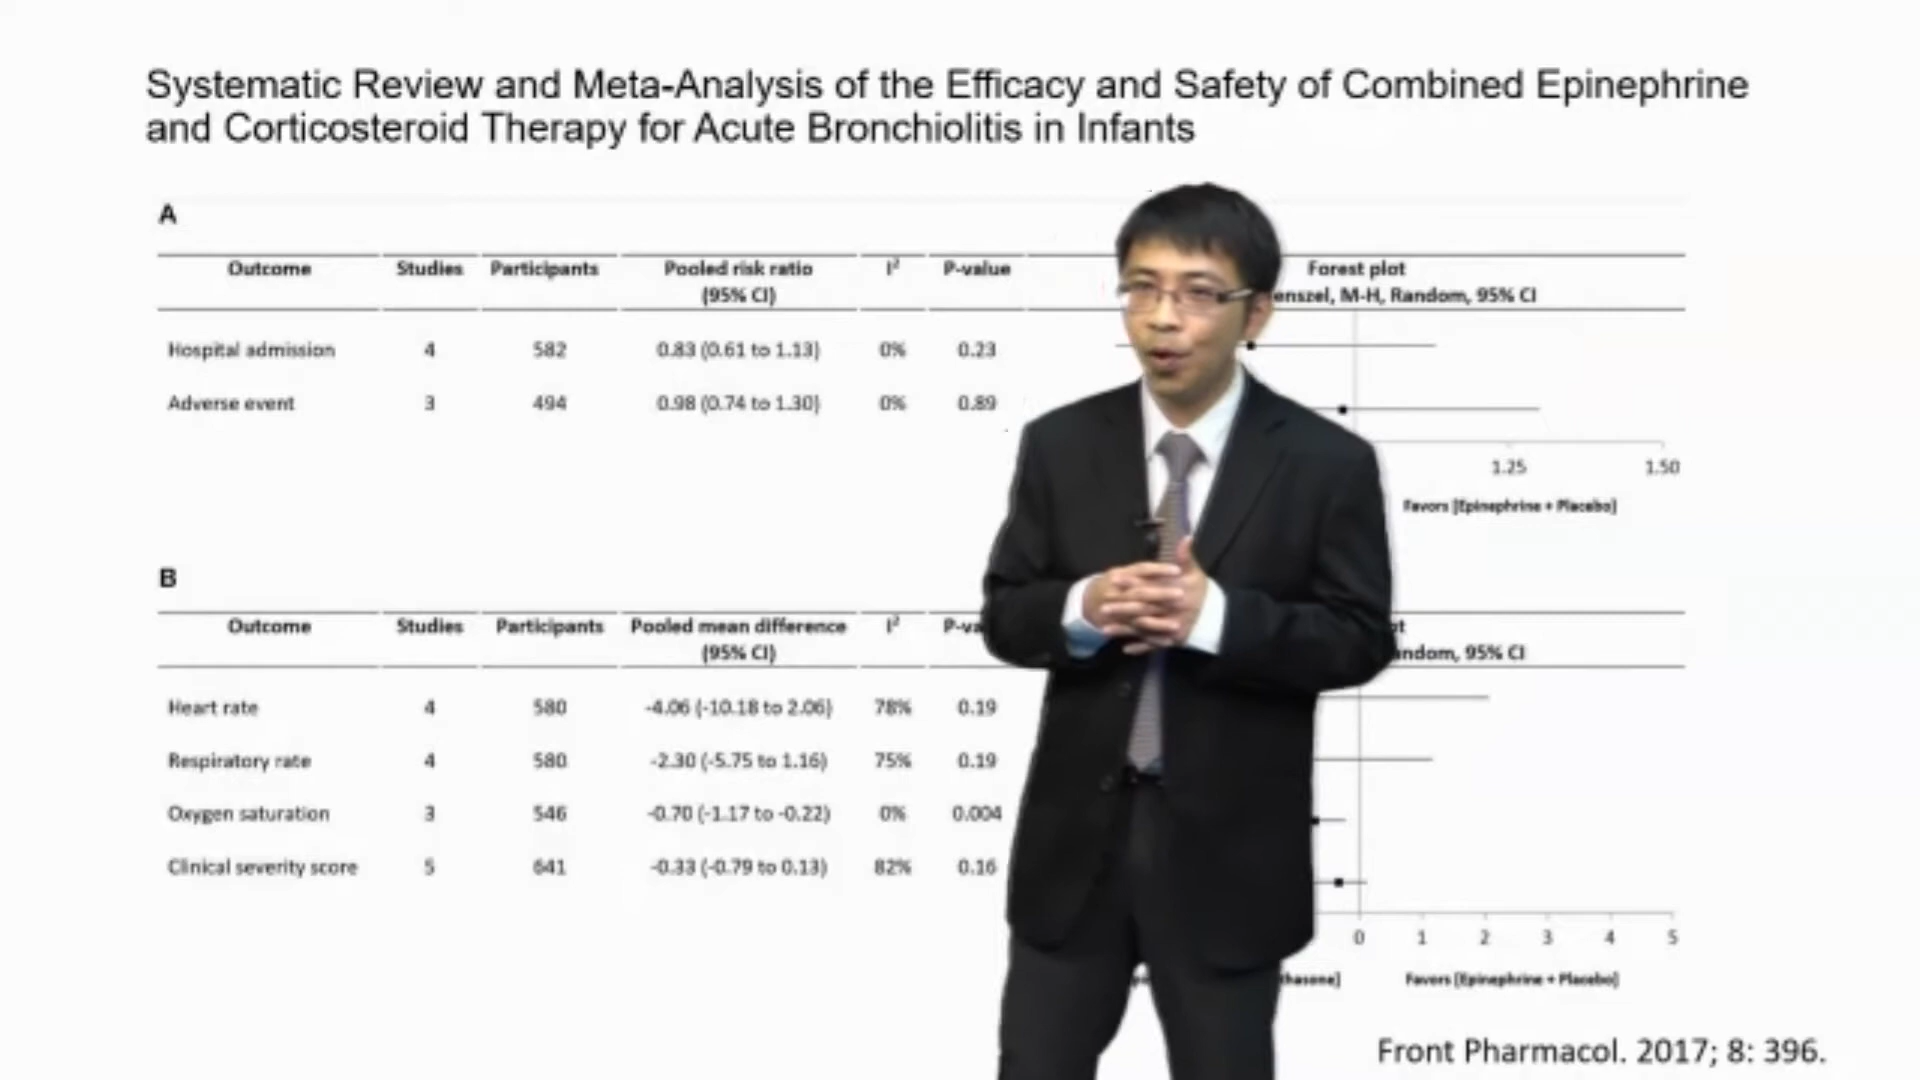 Systematic Review and Meta-Analysis of the Efficacy and Safety of Combined Epinephrine
and Corticosteroid Therapy for Acute Bronchiolitis in Infants
A
Outcome Studies Participants Pooled risk ratio I² P-value Forest plot
(95% CI) enszel, M-H, Random, 95% CI
Hospital admission 4 582 0.83 (0.61 to 1.13) 0% 0.23
Adverse event 3 494 0.98 (0.74 to 1.30) 0% 0.89
1.25 1.50
Favors [Epinephrine + Placebo]
B
Outcome Studies Participants Pooled mean difference I² P-va
(95% CI) andom, 95% CI
Heart rate 4 580 -4.06 (-10.18 to 2.06) 78% 0.19
Respiratory rate 4 580 -2.30 (-5.75 to 1.16) 75% 0.19
Oxygen saturation 3 546 -0.70 (-1.17 to -0.22) 0% 0.004
Clinical severity score 5 641 -0.33 (-0.79 to 0.13) 82% 0.16
0 1 2 3 4 5
thasone] Favors [Epinephrine + Placebo]
Front Pharmacol. 2017; 8: 396.